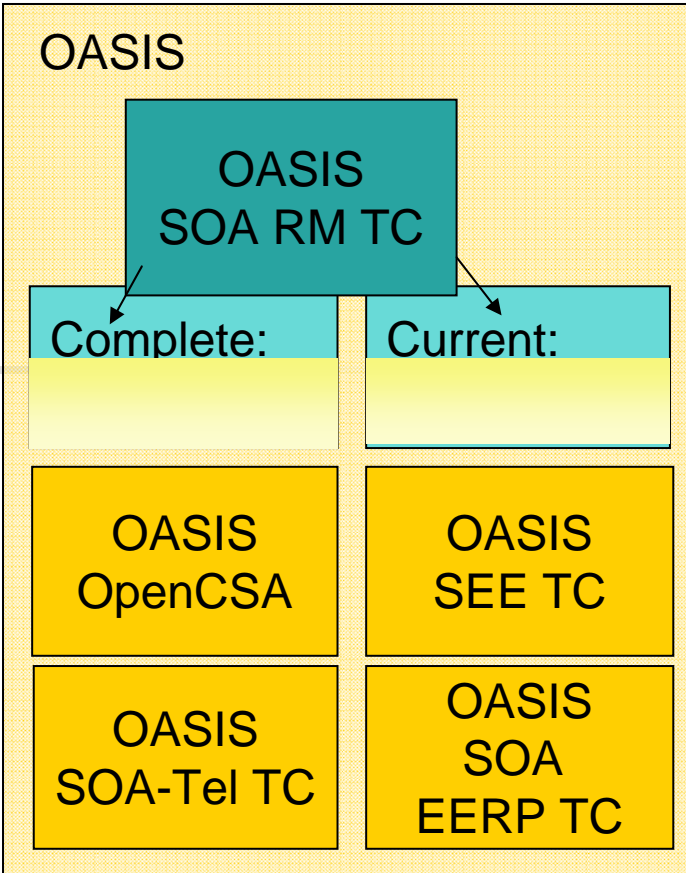 OASIS
OASIS
SOA RM TC
Complete:
Current:
OASIS
OpenCSA
OASIS
SEE TC
OASIS
SOA-Tel TC
OASIS
SOA
EERP TC